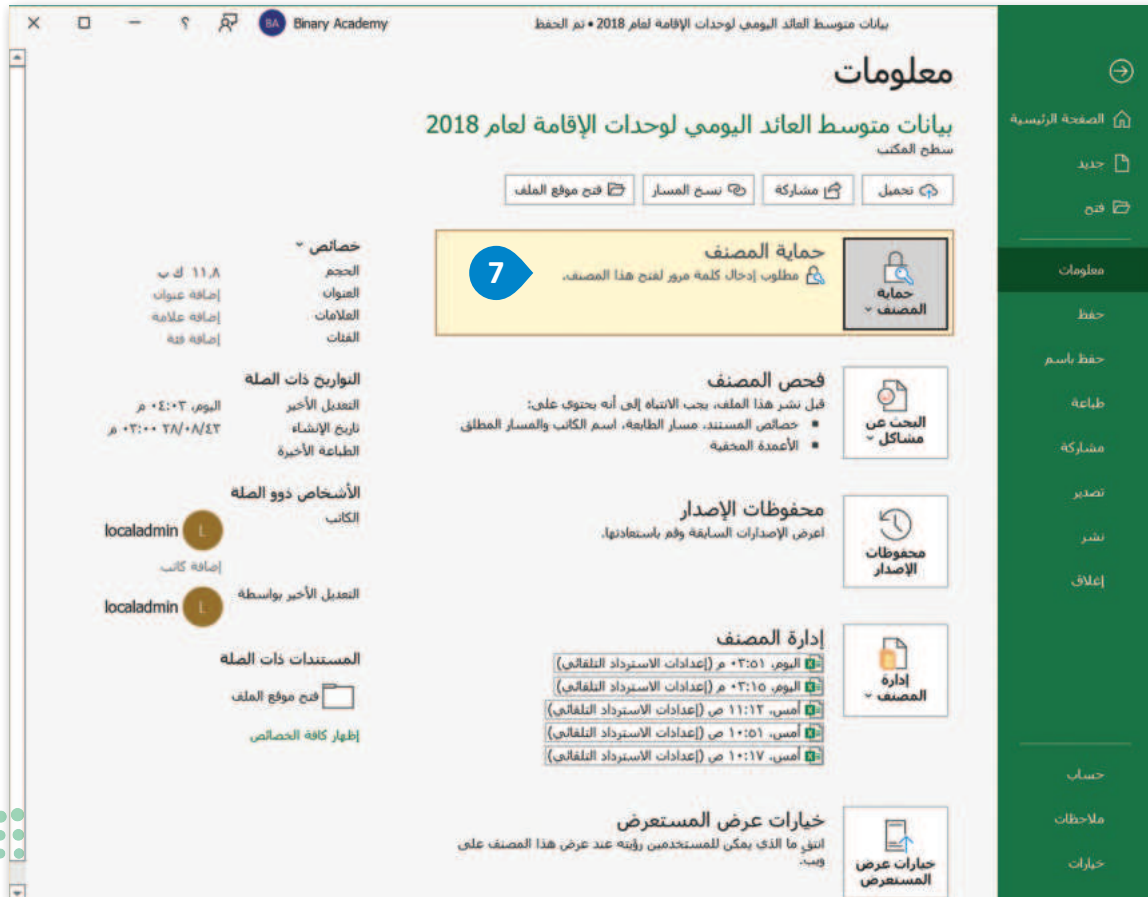 بيانات متوسط العائد اليومي لوحدات الإقامة لعام 2018 • تم الحفظ
Binary Academy
BA
؟
معلومات
بيانات متوسط العائد اليومي لوحدات الإقامة لعام 2018
سطح المكتب
تحميل
مشاركة
نسخ المسار
فتح موقع الملف
الصفحة الرئيسية
جديد
فتح
معلومات
حفظ
حفظ باسم
طباعة
مشاركة
تصدير
نشر
إغلاق
حساب
ملاحظات
خيارات
حماية
المصنف
حماية المصنف
مطلوب إدخال كلمة مرور لفتح هذا المصنف.
7
البحث عن
مشاكل
فحص المصنف
قبل نشر هذا الملف، يجب الانتباه إلى أنه يحتوي على:
▪ خصائص المستند، مسار الطابعة، اسم الكاتب والمسار المطلق
▪ الأعمدة المخفية
محفوظات
الإصدار
محفوظات الإصدار
اعرض الإصدارات السابقة وقم باستعادتها.
إدارة
المصنف
إدارة المصنف
اليوم، ٠٣:٥١ م (إعدادات الاسترداد التلقائي)
اليوم، ٠٣:١٥ م (إعدادات الاسترداد التلقائي)
أمس، ١١:١٢ ص (إعدادات الاسترداد التلقائي)
أمس، ١٠:٥١ ص (إعدادات الاسترداد التلقائي)
أمس، ١٠:١٧ ص (إعدادات الاسترداد التلقائي)
خيارات عرض
المستعرض
خيارات عرض المستعرض
انتقِ ما الذي يمكن للمستخدمين رؤيته عند عرض هذا المصنف على
ويب.
خصائص
الحجم ١١,٨ ك ب
العنوان إضافة عنوان
العلامات إضافة علامة
الفئات إضافة فئة
التواريخ ذات الصلة
التعديل الأخير اليوم، ٠٤:٠٣ م
تاريخ الإنشاء ٢٨/٠٨/٤٣ ٠٣:٠٠ م
الطباعة الأخيرة
الأشخاص ذوو الصلة
الكاتب
L localadmin
إضافة كاتب
التعديل الأخير بواسطة
L localadmin
المستندات ذات الصلة
فتح موقع الملف
إظهار كافة الخصائص